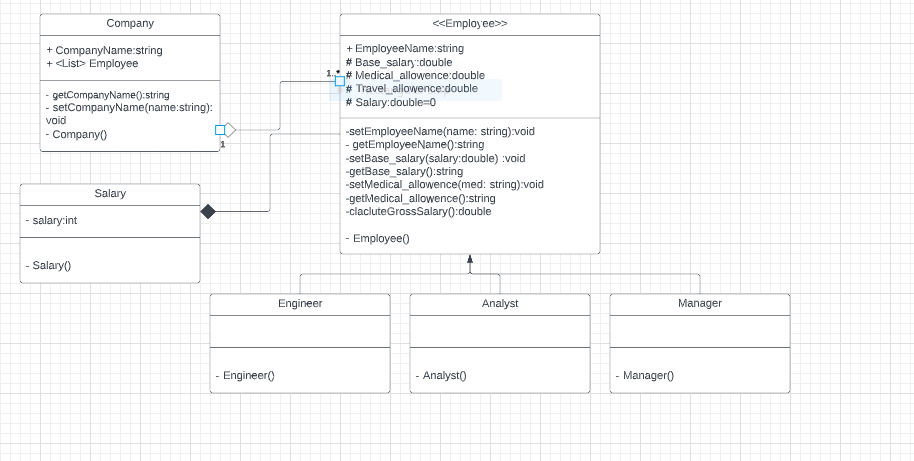 Company
+ CompanyName:string
+ <List> Employee
- getCompanyName():string
- setCompanyName(name:string):
void
- Company()
1
<<Employee>>
+ EmployeeName:string
# Base_salary:double
# Medical_allowence:double
# Travel_allowence:double
# Salary:double=0
1..*
-setEmployeeName(name: string):void
- getEmployeeName():string
-setBase_salary(salary:double) :void
-getBase_salary():string
-setMedical_allowence(med: string):void
-getMedical_allowence():string
-clacluteGrossSalary():double
- Employee()
Salary
- salary:int
- Salary()
Engineer
- Engineer()
Analyst
- Analyst()
Manager
- Manager()